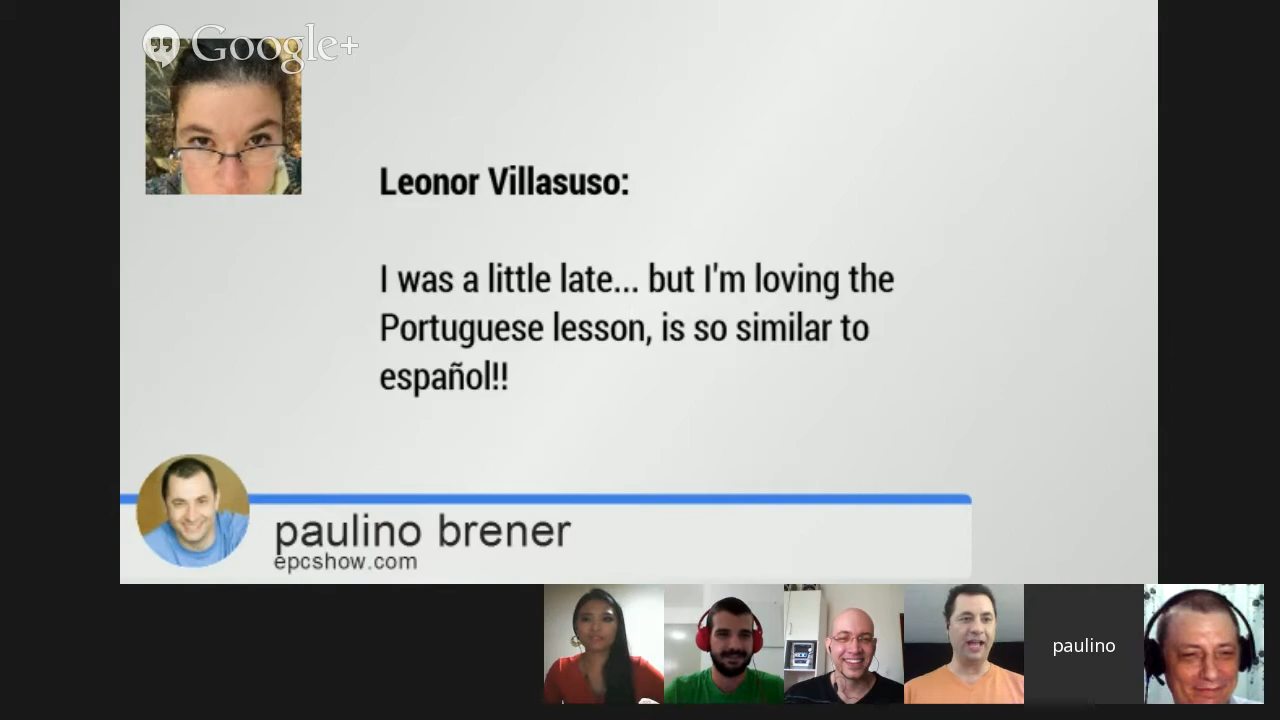 Google+
Leonor Villasuso:
I was a little late... but I'm loving the
Portuguese lesson, is so similar to
español!!
paulino brener
epcshow.com
paulino